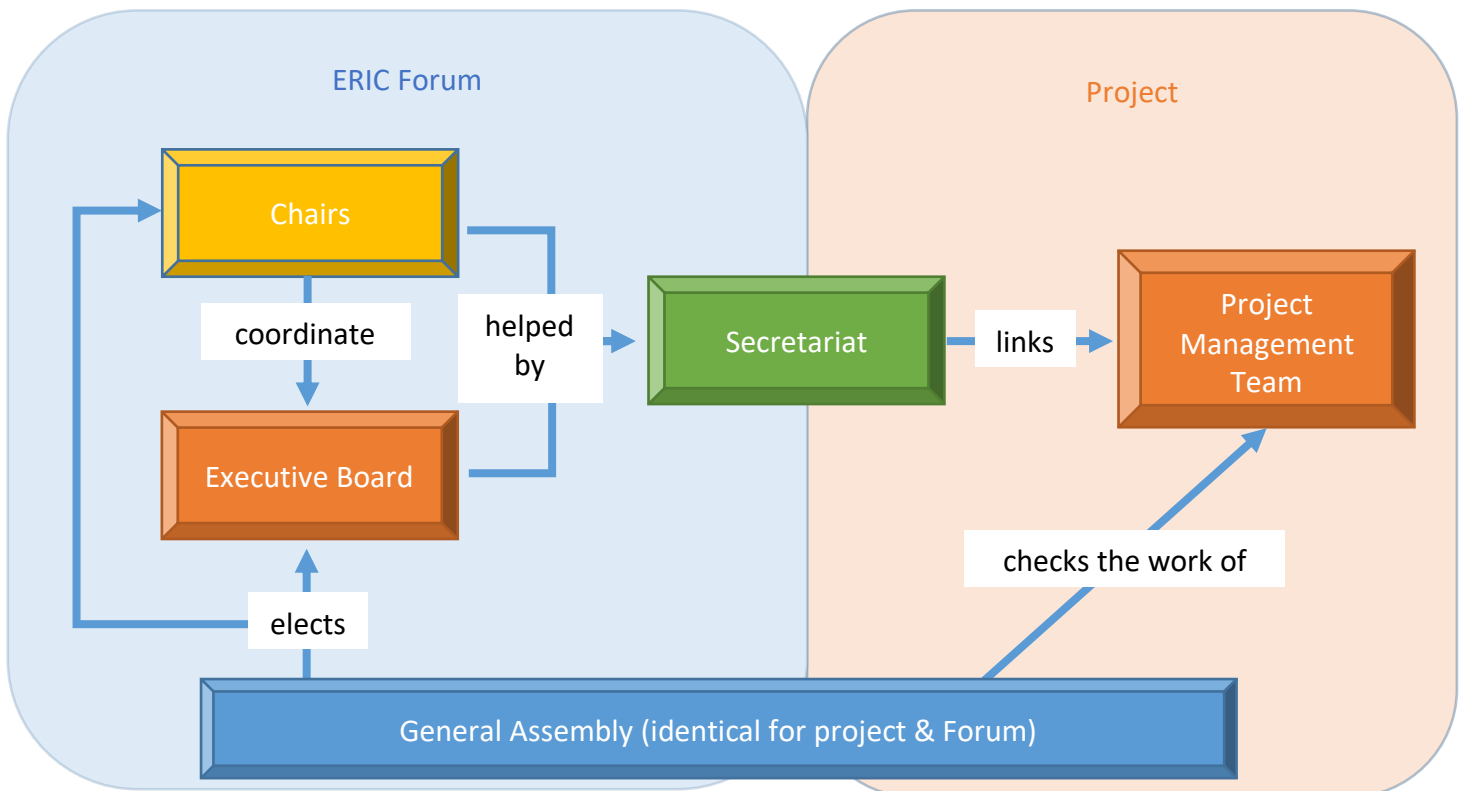 ERIC Forum
Project
Chairs
coordinate
helped
by
Secretariat
links
Project
Management
Team
Executive Board
checks the work of
elects
General Assembly (identical for project & Forum)